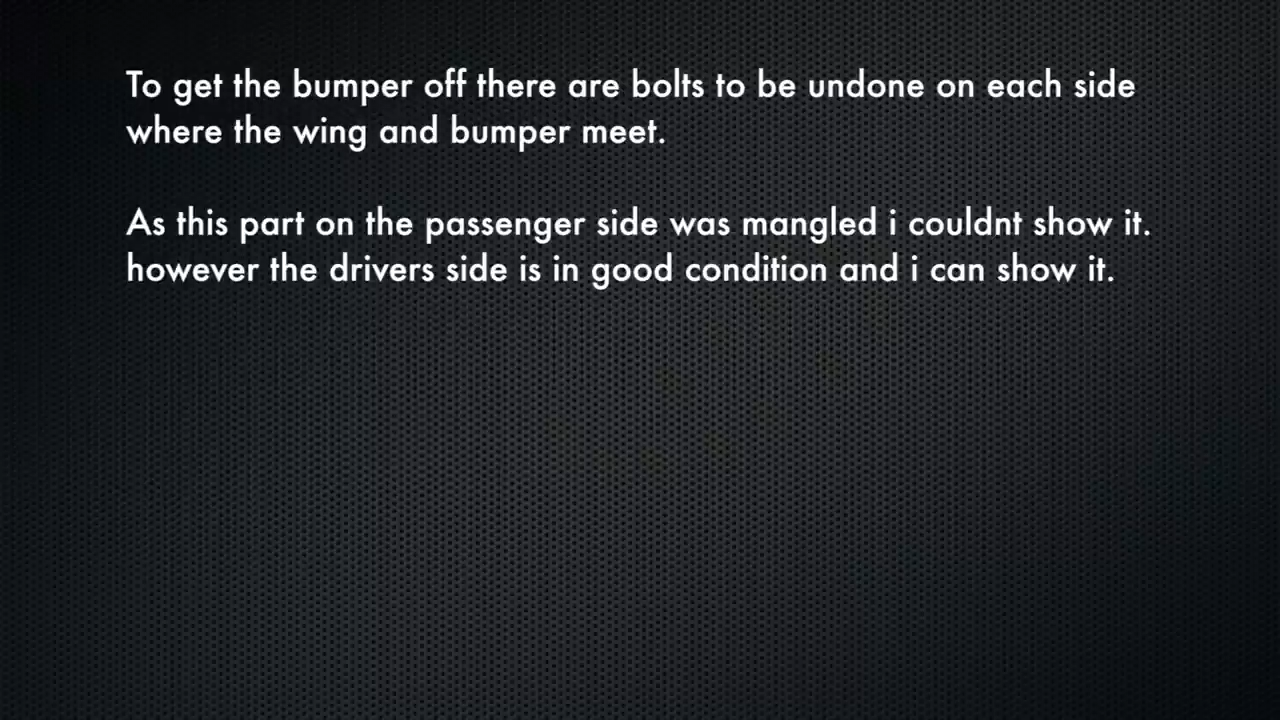 To get the bumper off there are bolts to be undone on each side
where the wing and bumper meet.
As this part on the passenger side was mangled i couldnt show it.
however the drivers side is in good condition and i can show it.